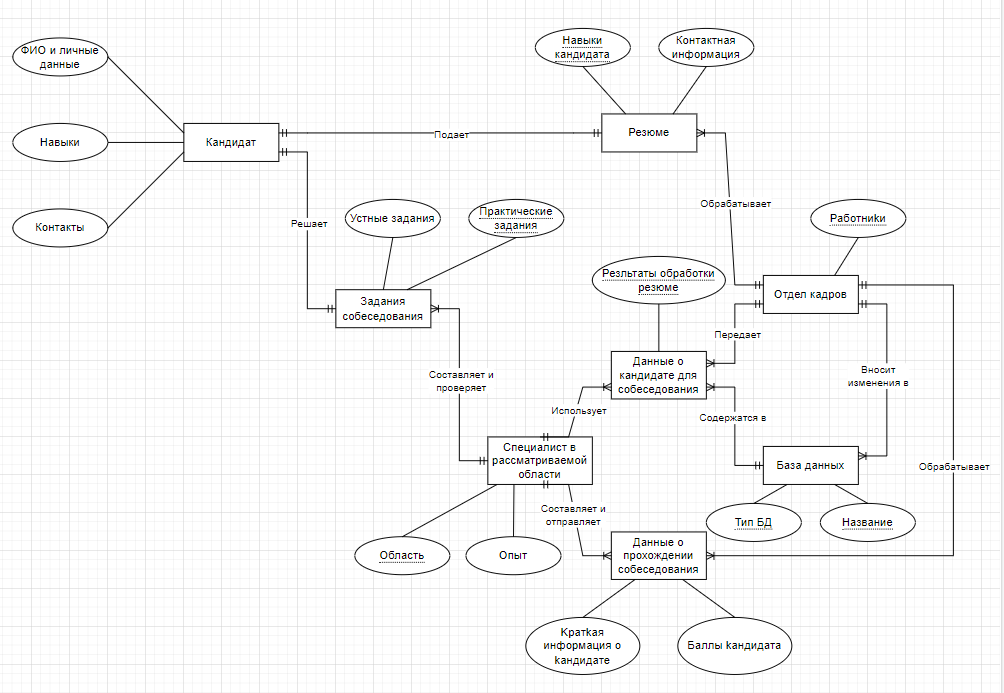 ФИО и личные
данные
Навыки
Контакты
Кандидат
Подает
Навыки
кандидата
Контактная
информация
Резюме
Решает
Устные задания
Практические
задания
Обрабатывает
Работники
Задания
собеседования
Резльтаты обработки
резюме
Отдел кадров
Передает
Данные о
кандидате для
собеседования
Вносит
изменения в
Составляет и
проверяет
Использует
Содержатся в
Специалист в
рассматриваемой
области
База данных
Обрабатывает
Составляет и
отправляет
Тип БД
Название
Область
Опыт
Данные о
прохождении
собеседования
Краткая
информация о
кандидате
Баллы кандидата